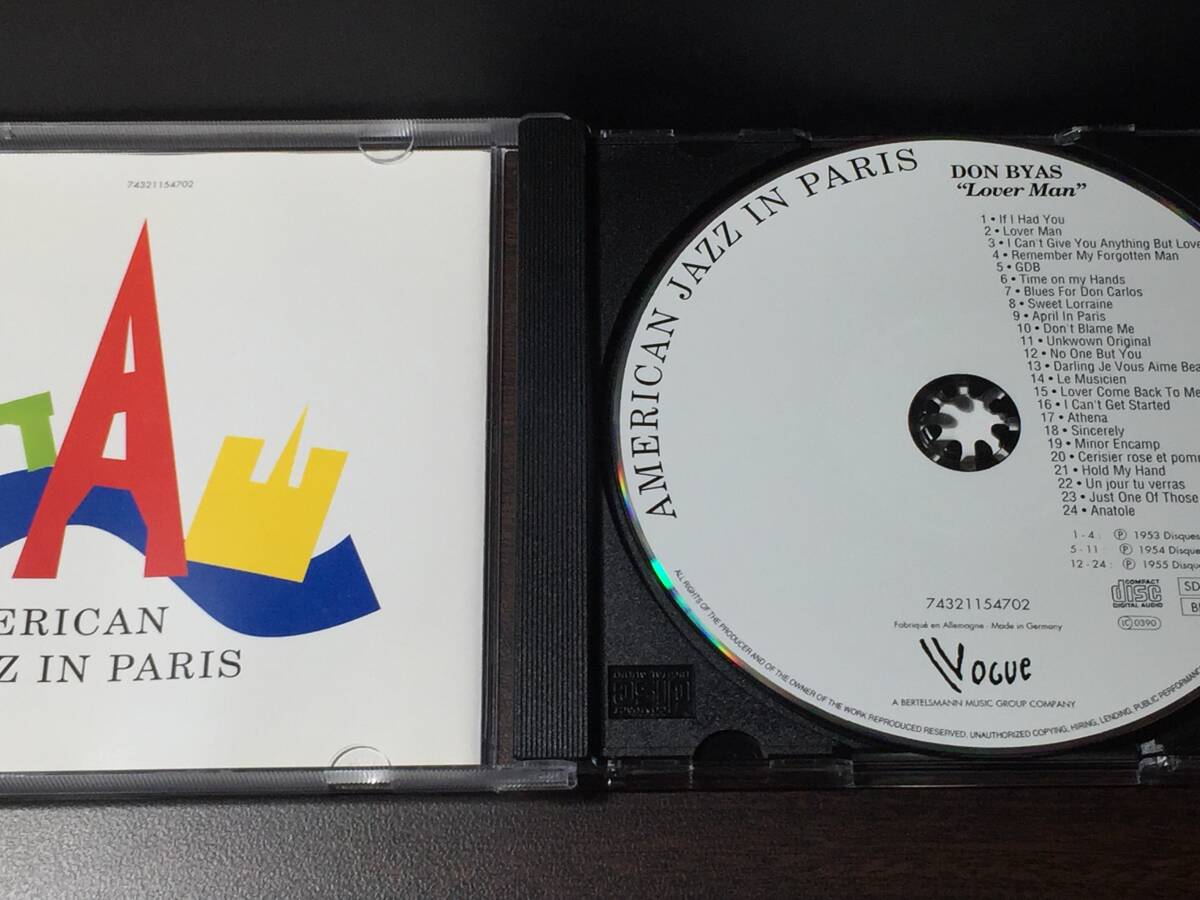 74321154702
ERICAN
Z IN PARIS
AMERICAN JAZZ IN PARIS
DON BYAS
"Lover Man"
1 • If I Had You
2 • Lover Man
3 • I Can't Give You Anything But Love
4 • Remember My Forgotten Man
5 • GDB
6 • Time on my Hands
7 • Blues For Don Carlos
8 • Sweet Lorraine
9 • April In Paris
10 • Don't Blame Me
11 • Unkwown Original
12 • No One But You
13 • Darling Je Vous Aime Bea
14 • Le Musicien
15 • Lover Come Back To Me
16 • I Can't Get Started
17 • Athena
18 • Sincerely
19 • Minor Encamp
20 • Cerisier rose et pomm
21 • Hold My Hand
22 • Un jour tu verras
23 • Just One Of Those
24 • Anatole
1 - 4 : ℗ 1953 Disques
5 - 11 : ℗ 1954 Disque
12 - 24 : ℗ 1955 Disqu
COMPACT
disc
DIGITAL AUDIO
SD
IC 0390
74321154702
Fabriqué en Allemagne · Made in Germany
VOGUE
A BERTELSMANN MUSIC GROUP COMPANY
ALL RIGHTS OF THE PRODUCER AND OF THE OWNER OF THE WORK REPRODUCED RESERVED. UNAUTHORIZED COPYING, HIRING, LENDING, PUBLIC PERFORMANC
COMPACT
disc
DIGITAL AUDIO